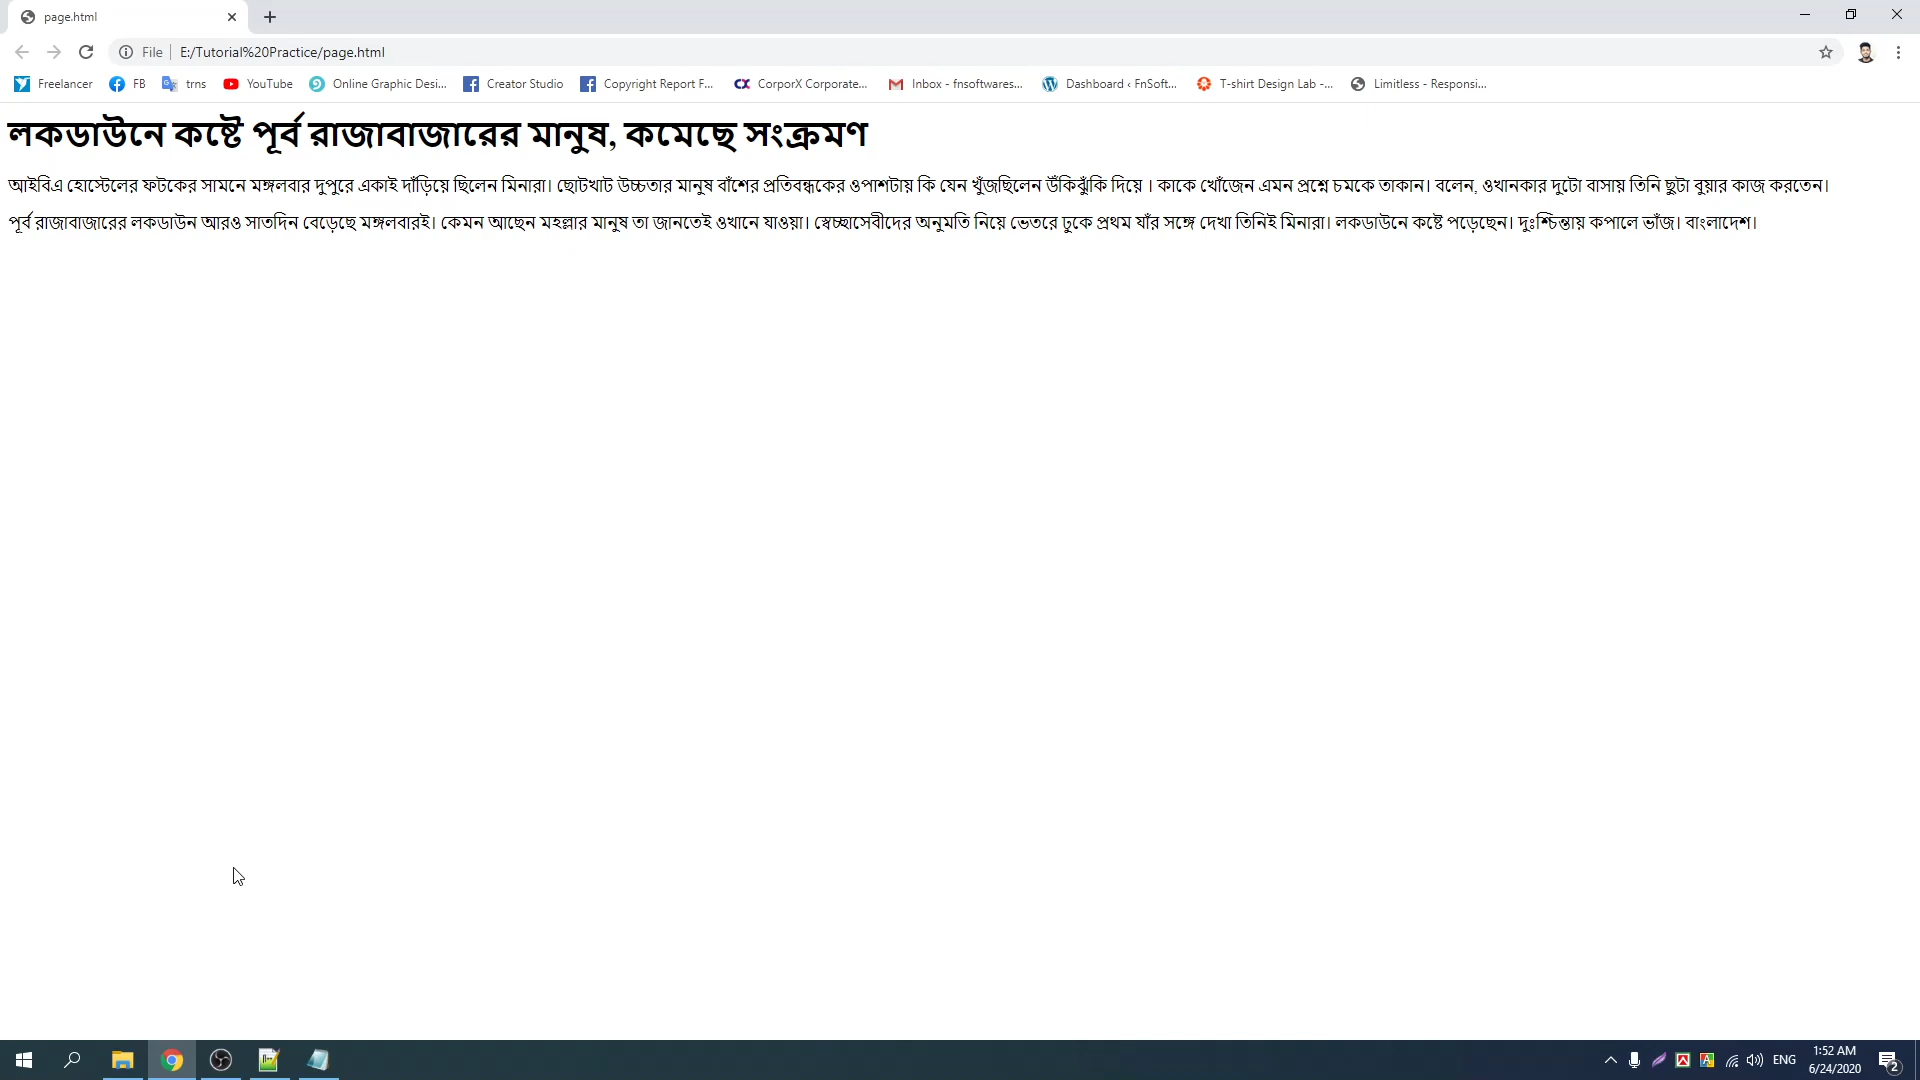 page.html
File E:/Tutorial%20Practice/page.html
Freelancer FB trns YouTube Online Graphic Desi... Creator Studio Copyright Report F... CX CorporX Corporate... Inbox - fnsoftwares... Dashboard ‹ FnSoft... T-shirt Design Lab -... Limitless - Responsi...
লকডাউনে কষ্টে পূর্ব রাজাবাজারের মানুষ, কমেছে সংক্রমণ
আইবিএ হোস্টেলের ফটকের সামনে মঙ্গলবার দুপুরে একাই দাঁড়িয়ে ছিলেন মিনারা। ছোটখাট উচ্চতার মানুষ বাঁশের প্রতিবন্ধকের ওপাশটায় কি যেন খুঁজছিলেন উঁকিঝুঁকি দিয়ে । কাকে খোঁজেন এমন প্রশ্নে চমকে তাকান। বলেন, ওখানকার দুটো বাসায় তিনি ছুটা বুয়ার কাজ করতেন।
পূর্ব রাজাবাজারের লকডাউন আরও সাতদিন বেড়েছে মঙ্গলবারই। কেমন আছেন মহল্লার মানুষ তা জানতেই ওখানে যাওয়া। স্বেচ্ছাসেবীদের অনুমতি নিয়ে ভেতরে ঢুকে প্রথম যাঁর সঙ্গে দেখা তিনিই মিনারা। লকডাউনে কষ্টে পড়েছেন। দুঃশ্চিন্তায় কপালে ভাঁজ। বাংলাদেশ।
ENG 1:52 AM
6/24/2020 2